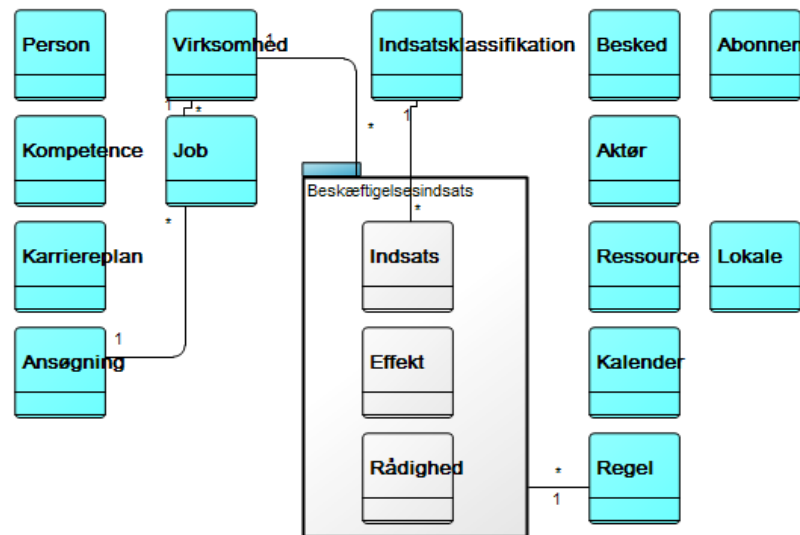 Person
Virksomhed
1
Indsatsklassifikation
Besked
Abonnen
1
*
1
*
Kompetence
Job
Aktør
Beskæftigelsesindsats
*
*
Karriereplan
Indsats
Ressource
Lokale
1
Ansøgning
Effekt
Kalender
Rådighed
*
1
Regel